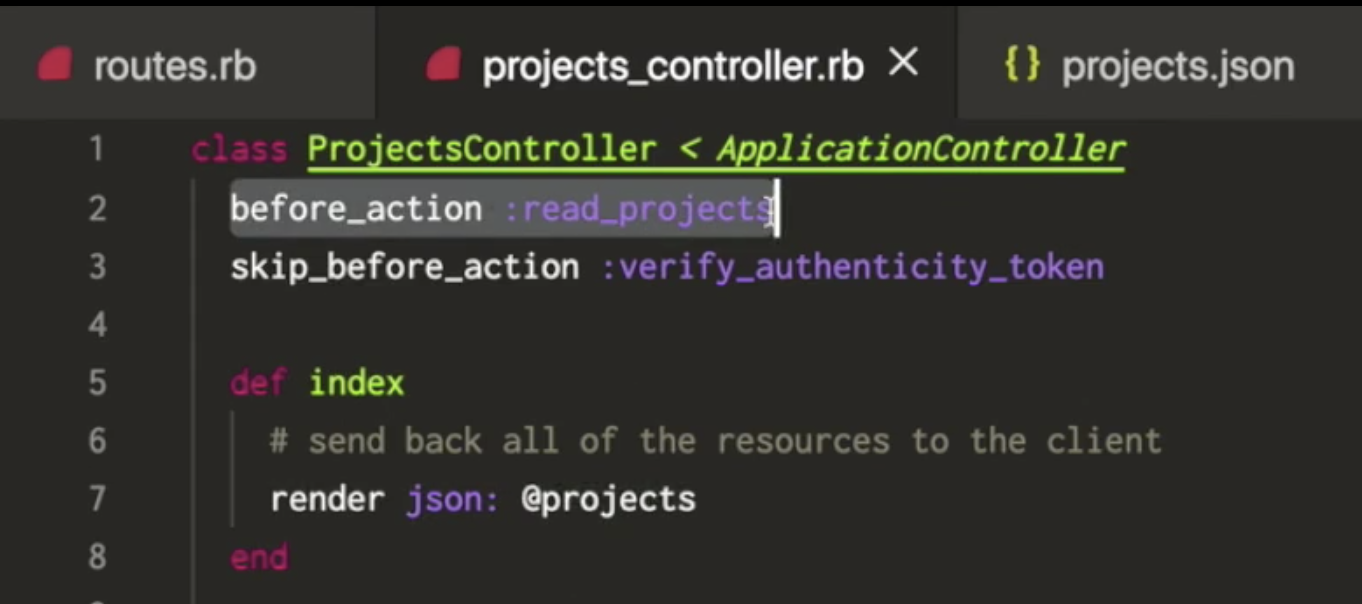 routes.rb projects_controller.rb × {} projects.json
1 class ProjectsController < ApplicationController
2 before_action :read_projects
3 skip_before_action :verify_authenticity_token
4
5 def index
6 # send back all of the resources to the client
7 render json: @projects
8 end